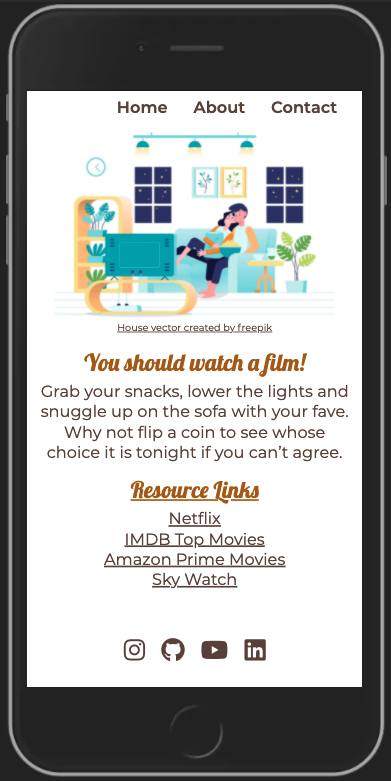 Home About Contact
House vector created by freepik
You should watch a film!
Grab your snacks, lower the lights and
snuggle up on the sofa with your fave.
Why not flip a coin to see whose
choice it is tonight if you can’t agree.
Resource Links
Netflix
IMDB Top Movies
Amazon Prime Movies
Sky Watch